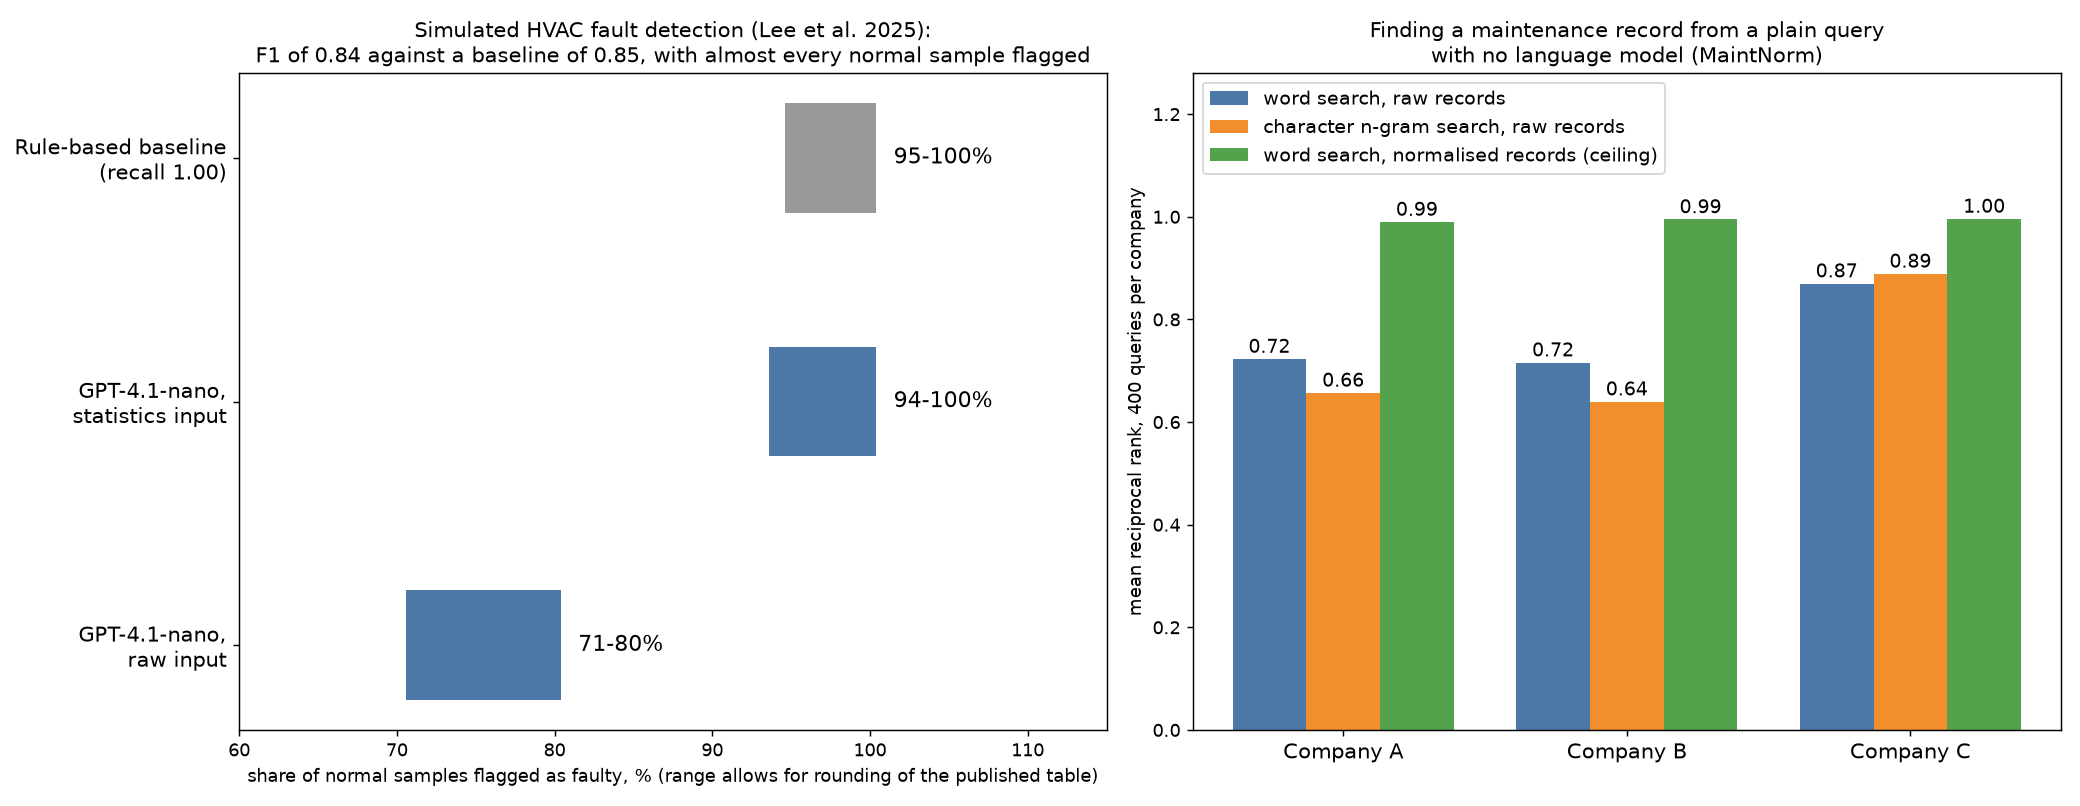 Simulated HVAC fault detection (Lee et al. 2025):
F1 of 0.84 against a baseline of 0.85, with almost every normal sample flagged
Rule-based baseline
(recall 1.00)
95-100%
GPT-4.1-nano,
statistics input
94-100%
GPT-4.1-nano,
raw input
71-80%
60 70 80 90 100 110
share of normal samples flagged as faulty, % (range allows for rounding of the published table)
Finding a maintenance record from a plain query
with no language model (MaintNorm)
word search, raw records
character n-gram search, raw records
word search, normalised records (ceiling)
mean reciprocal rank, 400 queries per company
1.2
1.0
0.8
0.6
0.4
0.2
0.0
0.72 0.66 0.99
0.72 0.64 0.99
0.87 0.89 1.00
Company A Company B Company C